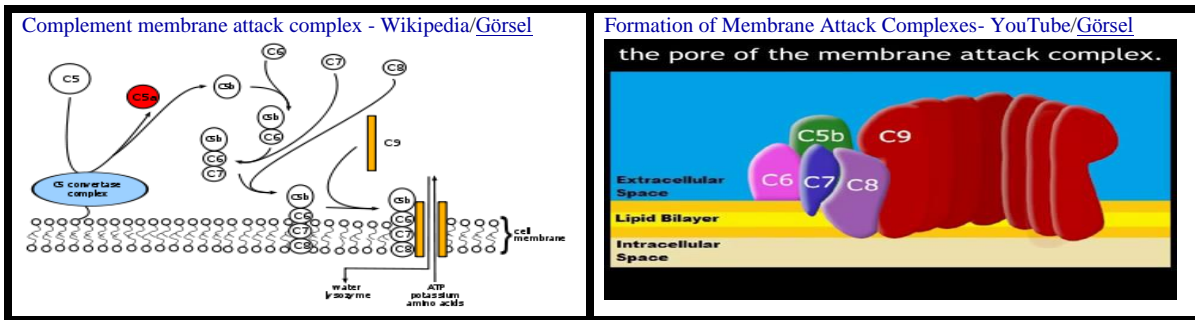 Complement membrane attack complex - Wikipedia/Görsel
C5
C5a
C5b
C6
C7
C8
C5b
C6
C5b
C6
C7
C9
C5 convertase
complex
C5b
C6
C7
C8
C5b
C6
C7
C8
cell
membrane
water
lysozyme
ATP
potassium
amino acids
Formation of Membrane Attack Complexes- YouTube/Görsel
the pore of the membrane attack complex.
C5b
C9
C6
C7
C8
Extracellular
Space
Lipid Bilayer
Intracellular
Space